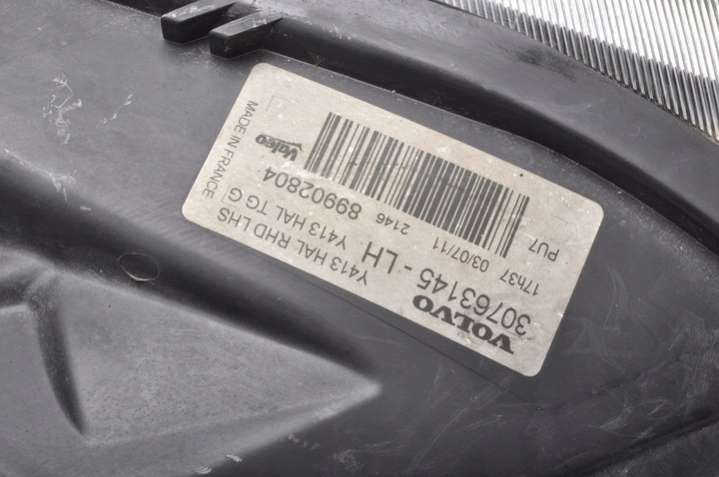 VOLVO
30763145 - LH
Y413 HAL RHD LHS
Y413 HAL TG G
17h37 03/07/11 2146 89902804
PU7
Valeo
MADE IN FRANCE